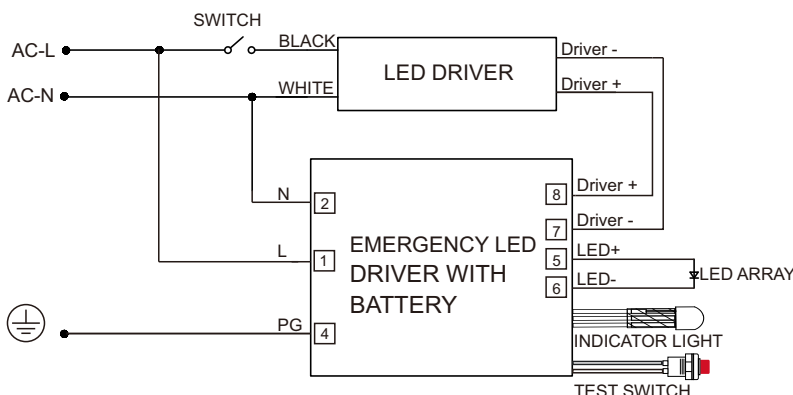 SWITCH
AC-L
BLACK
LED DRIVER
Driver -
AC-N
WHITE
Driver +
N
2
8
Driver +
7
Driver -
L
1
EMERGENCY LED
DRIVER WITH
BATTERY
5
LED+
LED ARRAY
6
LED-
PG
4
INDICATOR LIGHT
TEST SWITCH